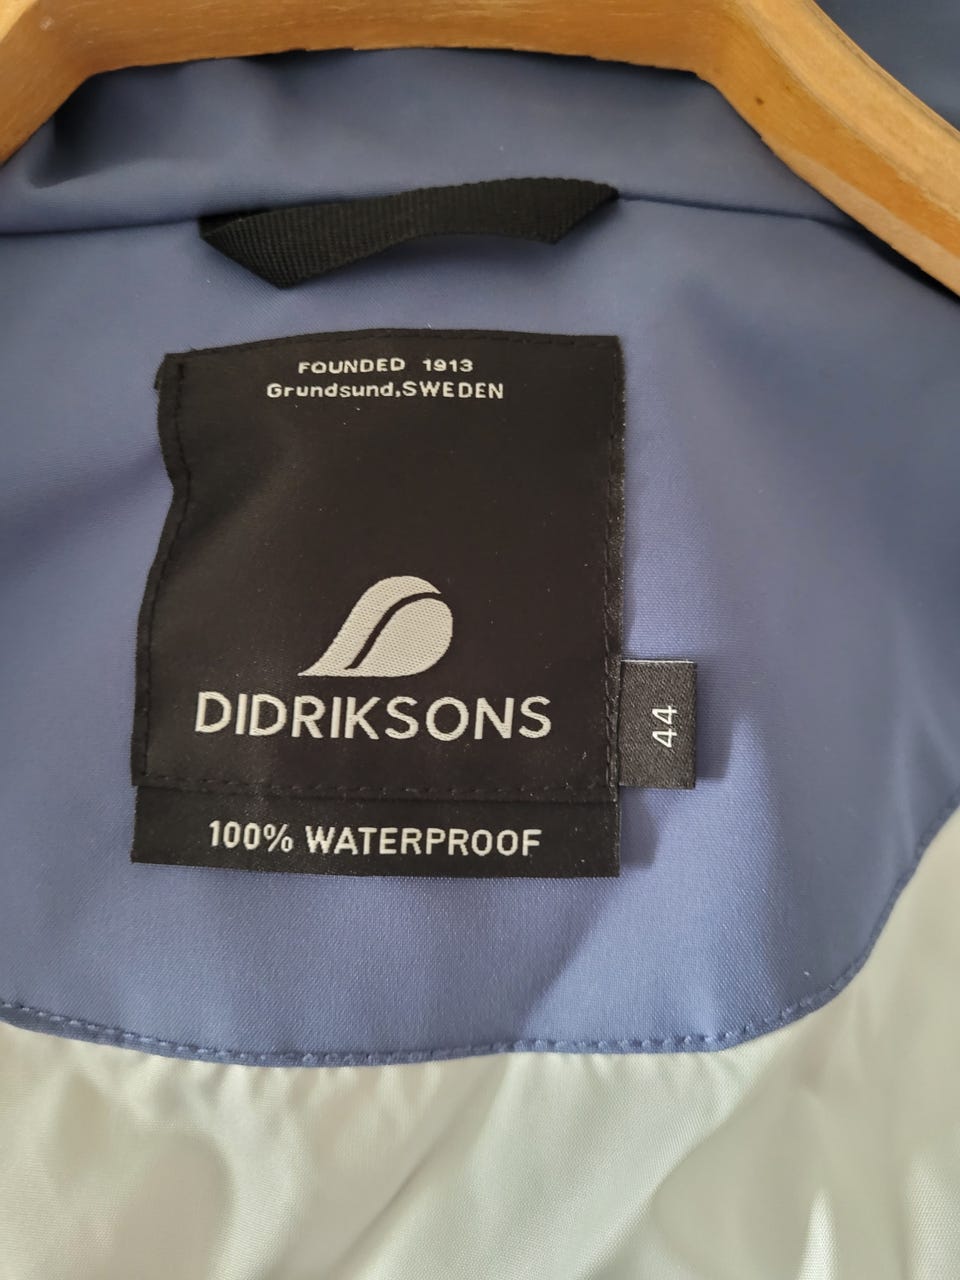 FOUNDED 1913
Grundsund,SWEDEN
DIDRIKSONS
44
100% WATERPROOF